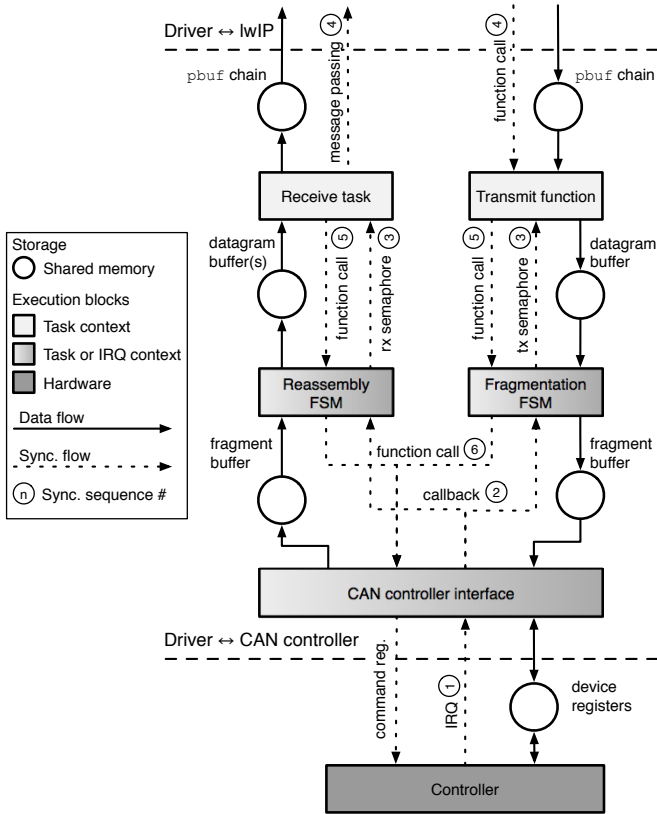 Driver ↔ lwIP
message passing 4
function call 4
pbuf chain
pbuf chain
Receive task
Transmit function
Storage
Shared memory
Execution blocks
Task context
Task or IRQ context
Hardware
Data flow
Sync. flow
n Sync. sequence #
datagram
buffer(s)
function call 5
rx semaphore 3
function call 5
tx semaphore 3
datagram
buffer
Reassembly
FSM
Fragmentation
FSM
fragment
buffer
function call 6
callback 2
fragment
buffer
CAN controller interface
Driver ↔ CAN controller
command reg.
IRQ 1
device
registers
Controller